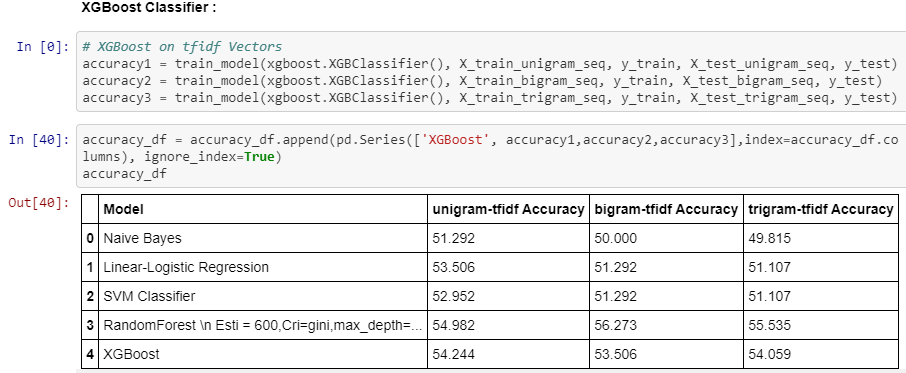 XGBoost Classifier :
In [0]: # XGBoost on tfidf Vectors
accuracy1 = train_model(xgboost.XGBClassifier(), X_train_unigram_seq, y_train, X_test_unigram_seq, y_test)
accuracy2 = train_model(xgboost.XGBClassifier(), X_train_bigram_seq, y_train, X_test_bigram_seq, y_test)
accuracy3 = train_model(xgboost.XGBClassifier(), X_train_trigram_seq, y_train, X_test_trigram_seq, y_test)
In [40]: accuracy_df = accuracy_df.append(pd.Series(['XGBoost', accuracy1,accuracy2,accuracy3],index=accuracy_df.co
lumns), ignore_index=True)
accuracy_df
Out[40]:
Model unigram-tfidf Accuracy bigram-tfidf Accuracy trigram-tfidf Accuracy
0 Naive Bayes 51.292 50.000 49.815
1 Linear-Logistic Regression 53.506 51.292 51.107
2 SVM Classifier 52.952 51.292 51.107
3 RandomForest \n Esti = 600,Cri=gini,max_depth=... 54.982 56.273 55.535
4 XGBoost 54.244 53.506 54.059